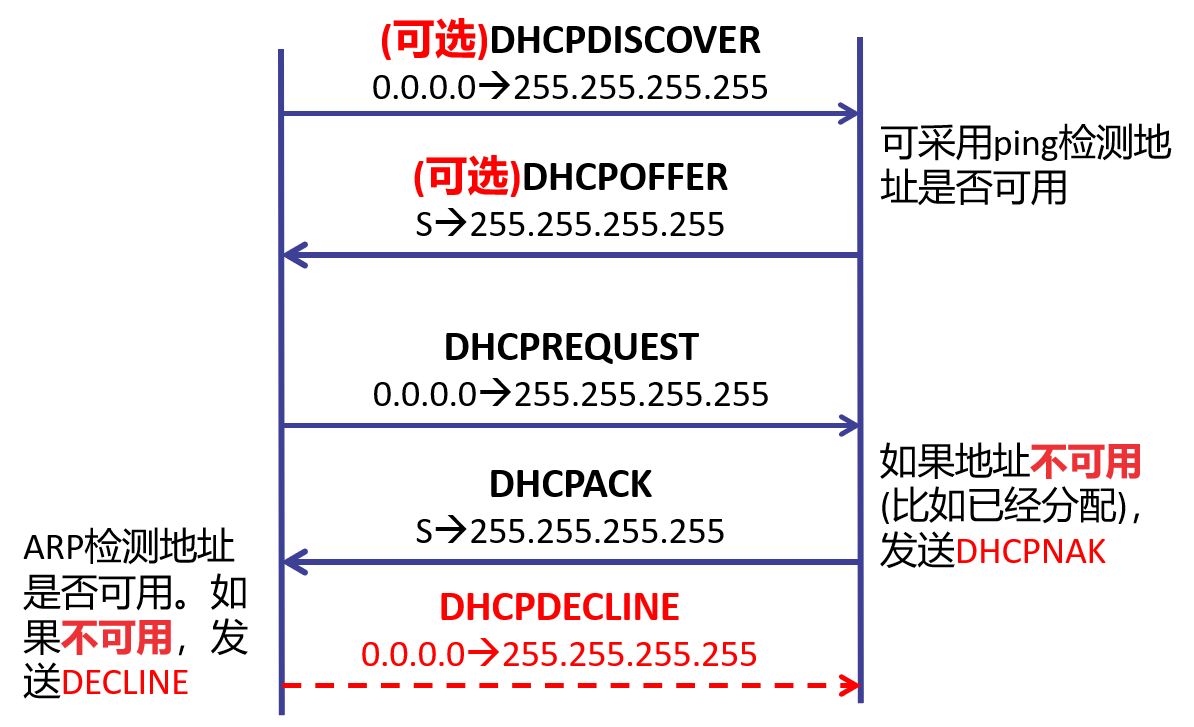 (可选)DHCPDISCOVER
0.0.0.0→255.255.255.255
可采用ping检测地
址是否可用
(可选)DHCPOFFER
S→255.255.255.255
DHCPREQUEST
0.0.0.0→255.255.255.255
如果地址不可用
(比如已经分配),
发送DHCPNAK
DHCPACK
S→255.255.255.255
ARP检测地址
是否可用。如
果不可用，发
送DECLINE
DHCPDECLINE
0.0.0.0→255.255.255.255